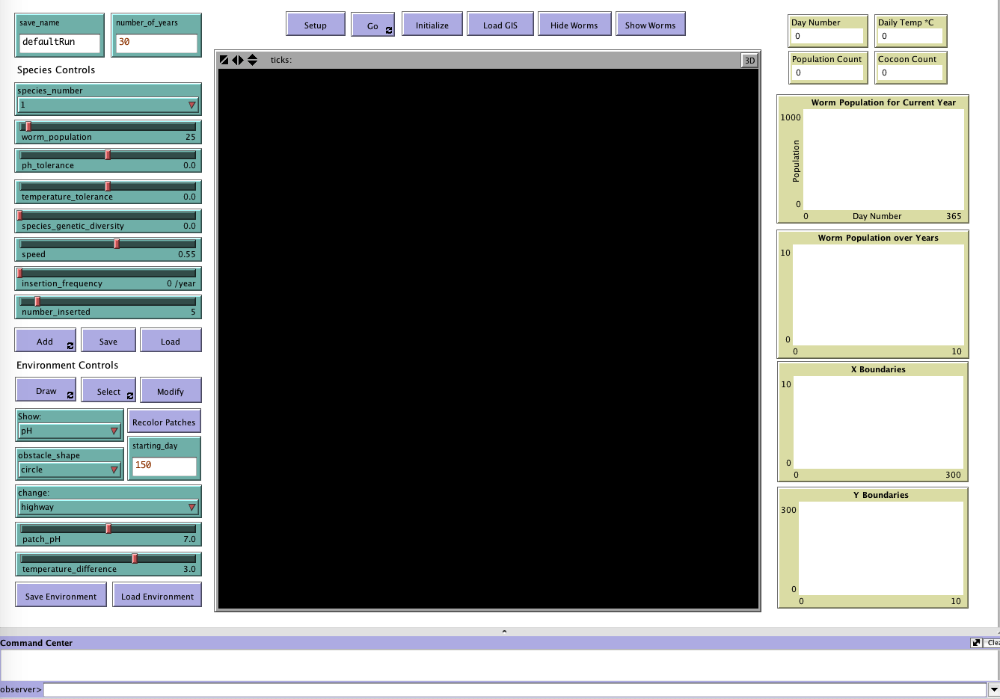 save_name
defaultRun
number_of_years
30
Setup
Go
Initialize
Load GIS
Hide Worms
Show Worms
Day Number
0
Daily Temp *C
0
Population Count
0
Cocoon Count
0
Species Controls
species_number
1
worm_population 25
ph_tolerance 0.0
temperature_tolerance 0.0
species_genetic_diversity 0.0
speed 0.55
insertion_frequency 0 /year
number_inserted 5
Add
Save
Load
Environment Controls
Draw
Select
Modify
Show:
pH
Recolor Patches
obstacle_shape
circle
starting_day
150
change:
highway
patch_pH 7.0
temperature_difference 3.0
Save Environment
Load Environment
ticks:
3D
Worm Population for Current Year
1000
Population
0
0 Day Number 365
Worm Population over Years
10
0
0 10
X Boundaries
10
0
0 300
Y Boundaries
300
0
0 10
Command Center
Clea
observer>